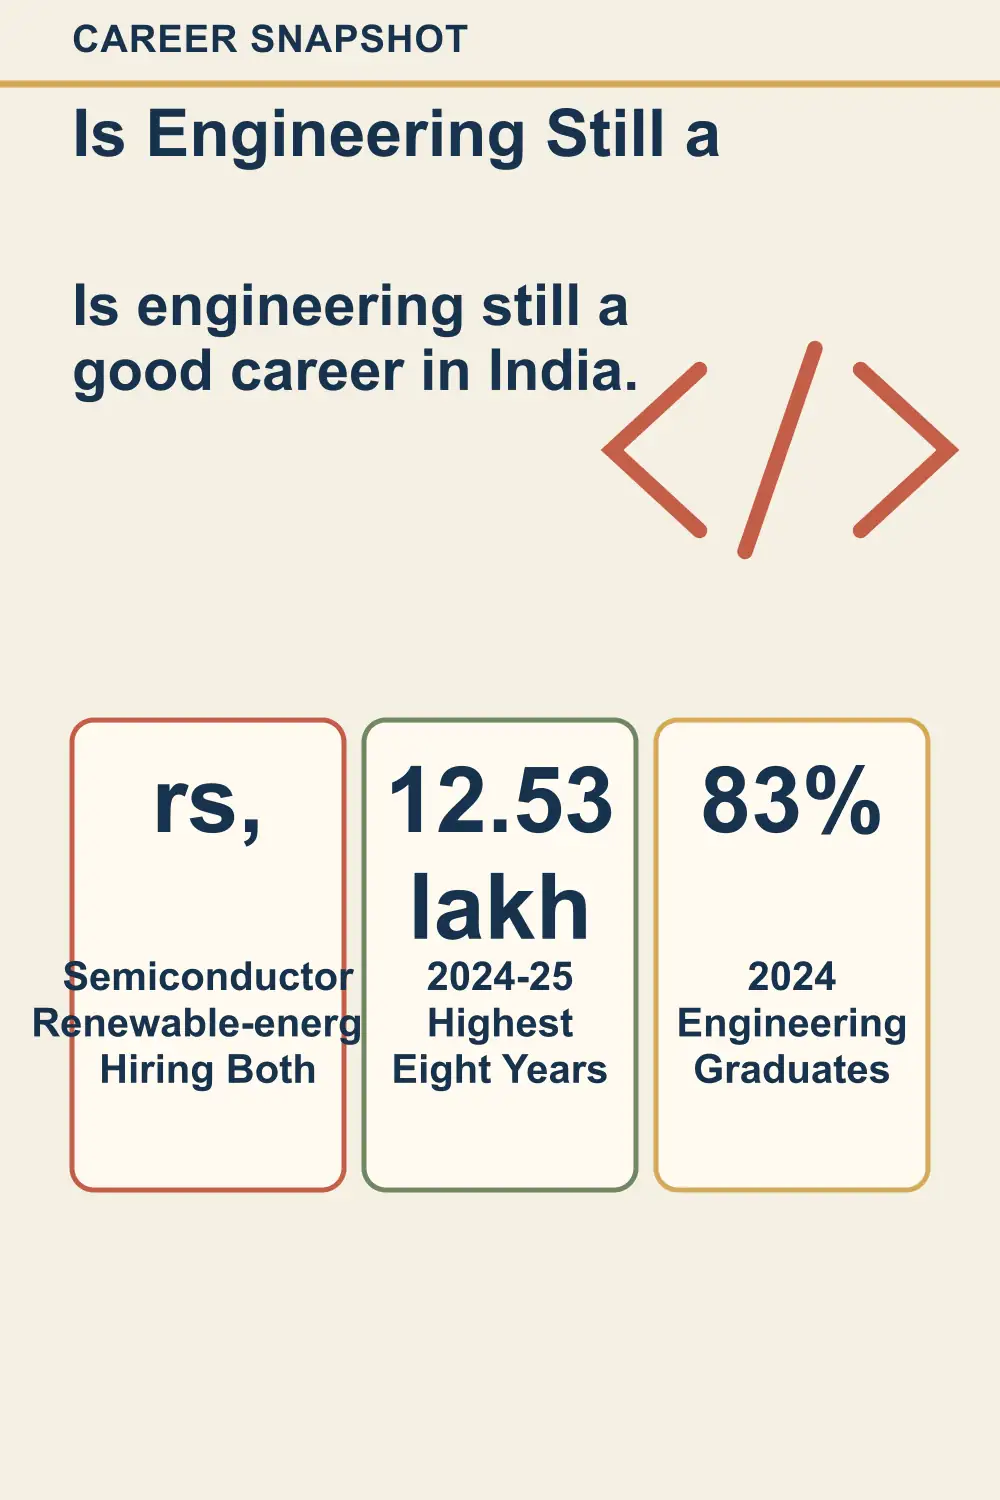 CAREER SNAPSHOT
Is Engineering Still a
Is engineering still a
good career in India.
rs,
Semiconductor
Renewable-energ
Hiring Both
12.53
lakh
2024-25
Highest
Eight Years
83%
2024
Engineering
Graduates